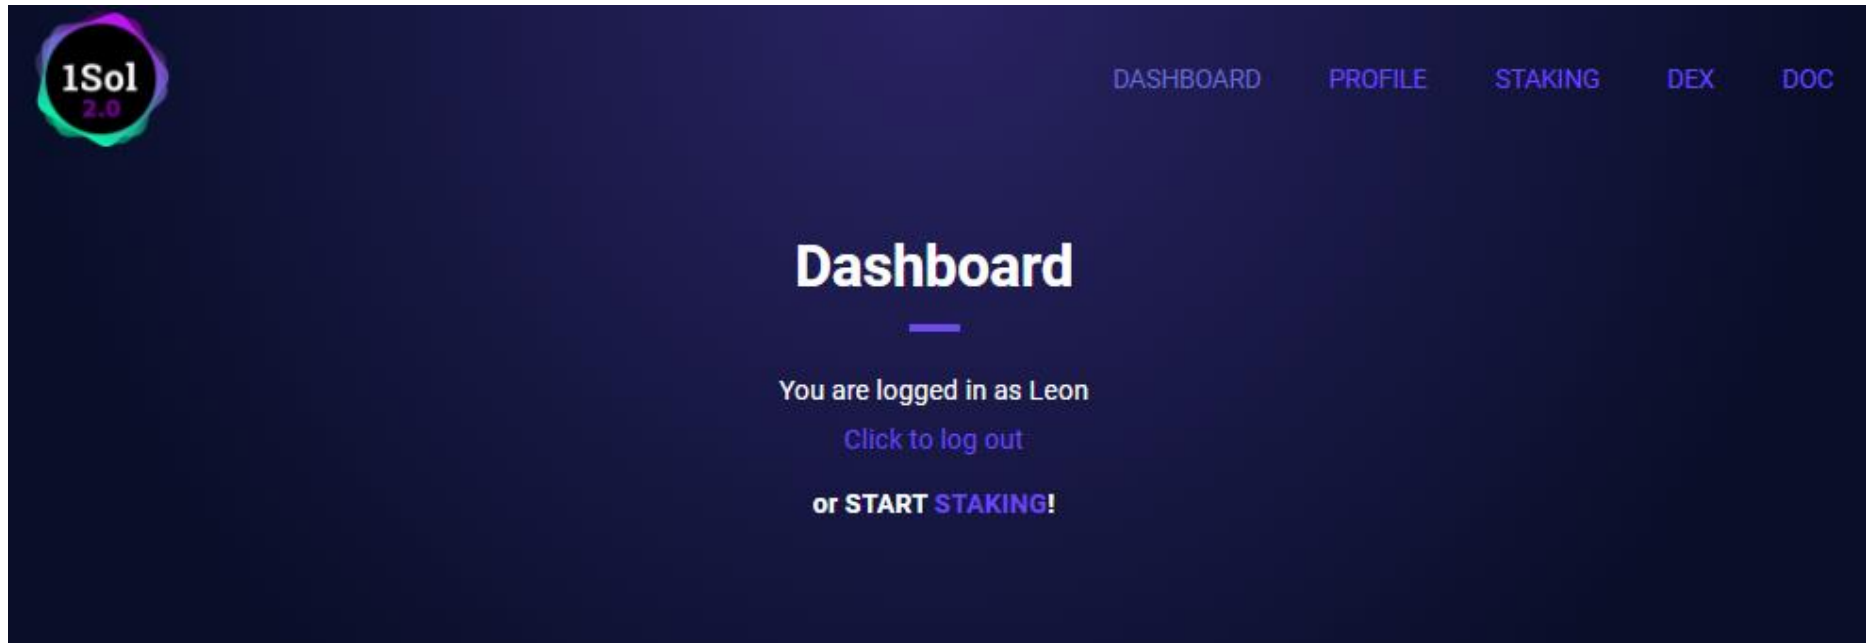 1Sol
2.0
DASHBOARD PROFILE STAKING DEX DOC
Dashboard
You are logged in as Leon
Click to log out
or START STAKING!